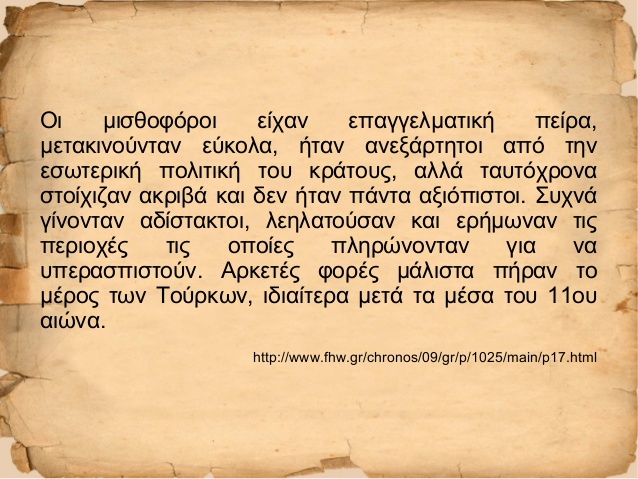 Οι μισθοφόροι είχαν επαγγελματική πείρα,
μετακινούνταν εύκολα, ήταν ανεξάρτητοι από την
εσωτερική πολιτική του κράτους, αλλά ταυτόχρονα
στοίχιζαν ακριβά και δεν ήταν πάντα αξιόπιστοι. Συχνά
γίνονταν αδίστακτοι, λεηλατούσαν και ερήμωναν τις
περιοχές τις οποίες πληρώνονταν για να
υπερασπιστούν. Αρκετές φορές μάλιστα πήραν το
μέρος των Τούρκων, ιδιαίτερα μετά τα μέσα του 11ου
αιώνα.
http://www.fhw.gr/chronos/09/gr/p/1025/main/p17.html